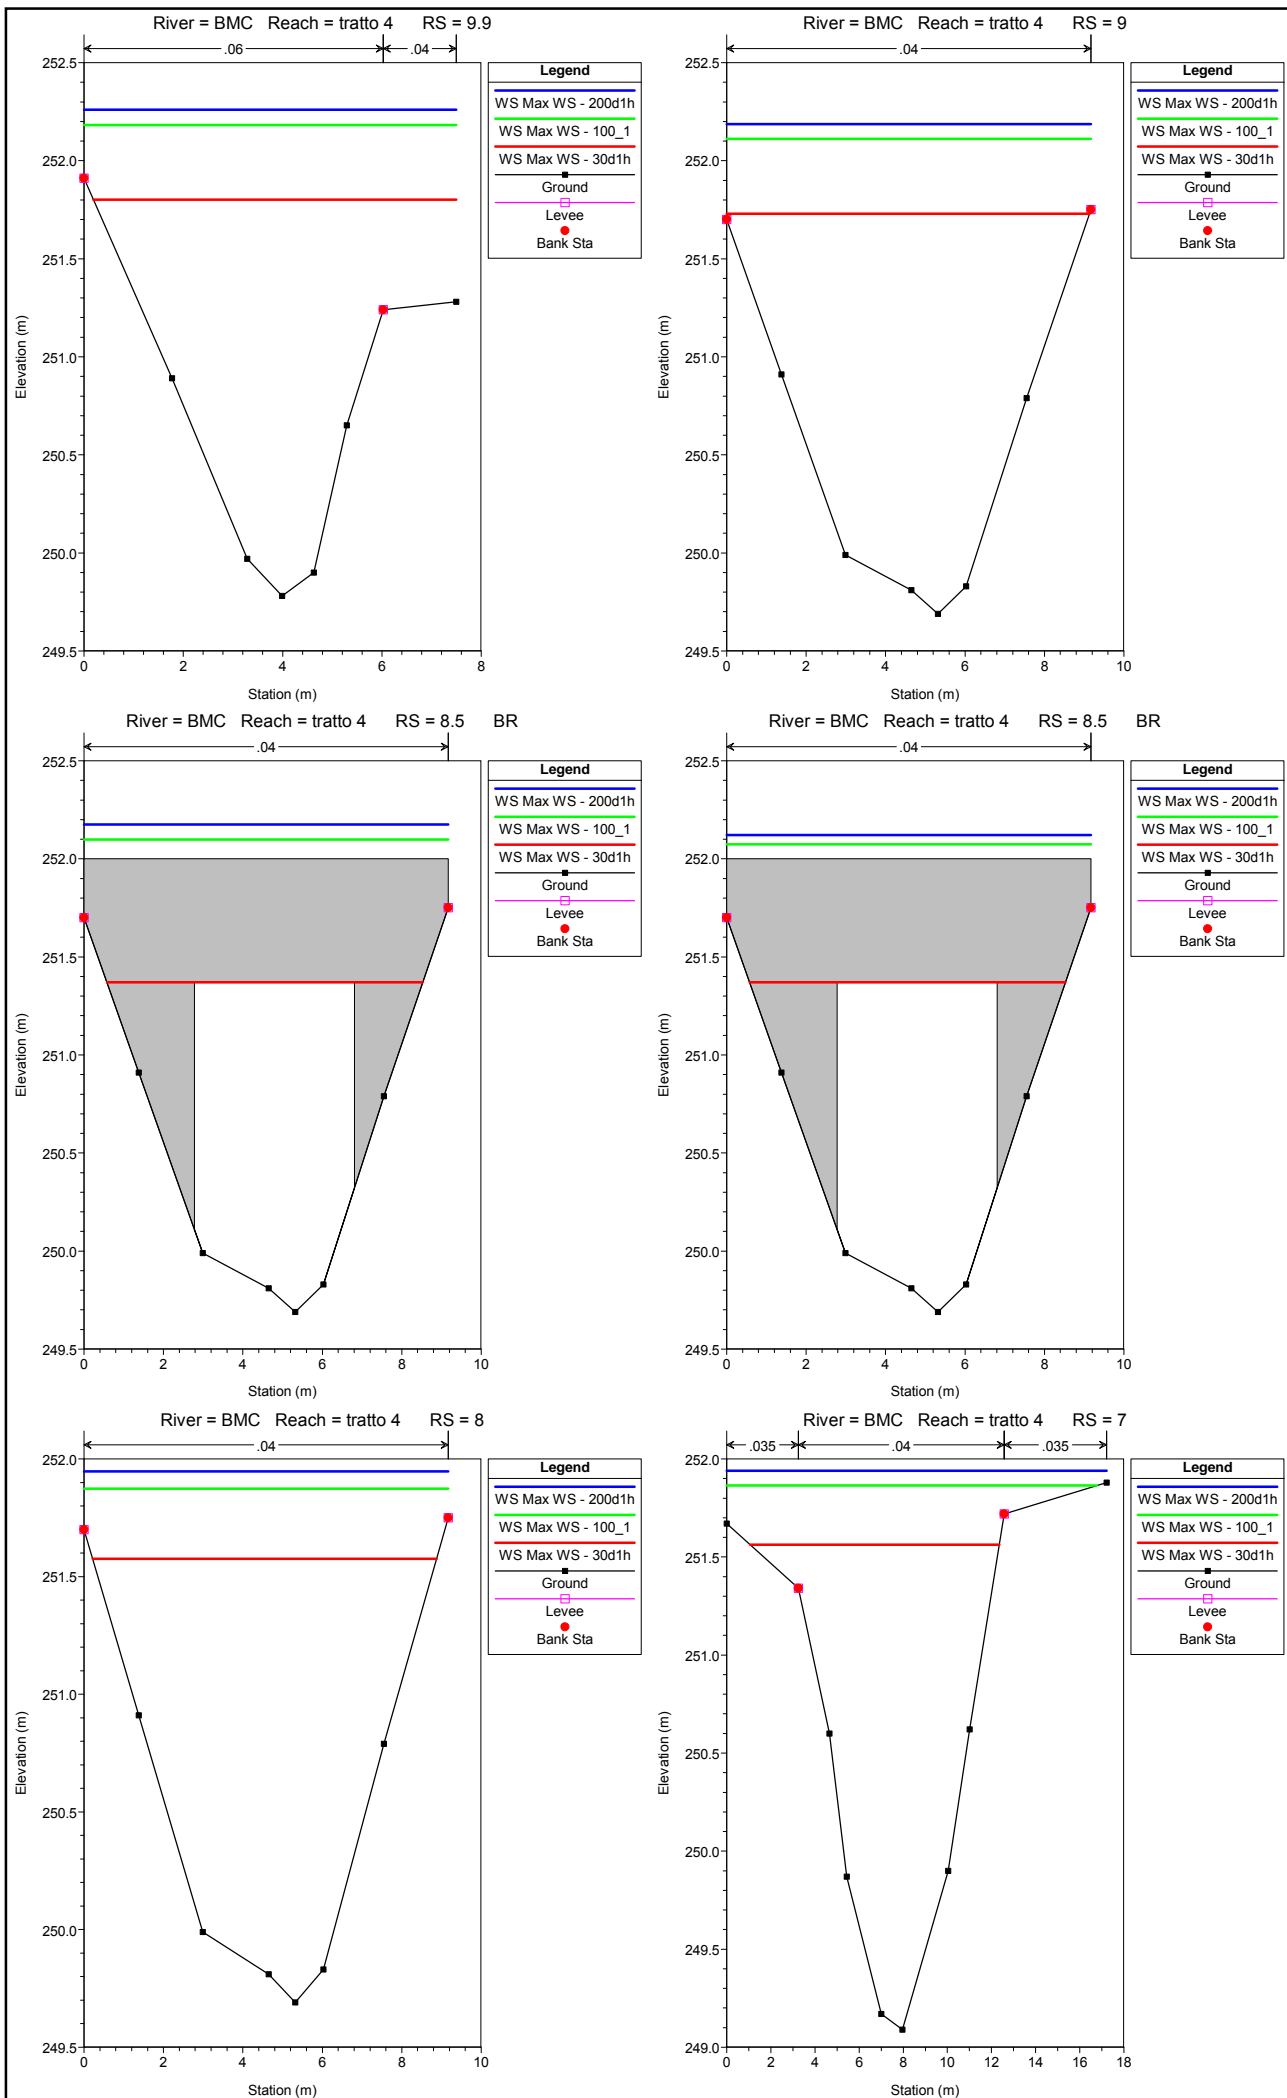 River = BMC   Reach = tratto 4      RS = 9.9
.06
.04
Legend
WS Max WS - 200d1h
WS Max WS - 100_1
WS Max WS - 30d1h
Ground
Levee
Bank Sta
252.5
252.0
251.5
251.0
250.5
250.0
249.5
0 2 4 6 8
Elevation (m)
Station (m)
River = BMC   Reach = tratto 4      RS = 9
.04
Legend
WS Max WS - 200d1h
WS Max WS - 100_1
WS Max WS - 30d1h
Ground
Levee
Bank Sta
252.5
252.0
251.5
251.0
250.5
250.0
249.5
0 2 4 6 8 10
Elevation (m)
Station (m)
River = BMC   Reach = tratto 4      RS = 8.5      BR
.04
Legend
WS Max WS - 200d1h
WS Max WS - 100_1
WS Max WS - 30d1h
Ground
Levee
Bank Sta
252.5
252.0
251.5
251.0
250.5
250.0
249.5
0 2 4 6 8 10
Elevation (m)
Station (m)
River = BMC   Reach = tratto 4      RS = 8.5      BR
.04
Legend
WS Max WS - 200d1h
WS Max WS - 100_1
WS Max WS - 30d1h
Ground
Levee
Bank Sta
252.5
252.0
251.5
251.0
250.5
250.0
249.5
0 2 4 6 8 10
Elevation (m)
Station (m)
River = BMC   Reach = tratto 4      RS = 8
.04
Legend
WS Max WS - 200d1h
WS Max WS - 100_1
WS Max WS - 30d1h
Ground
Levee
Bank Sta
252.0
251.5
251.0
250.5
250.0
249.5
0 2 4 6 8 10
Elevation (m)
Station (m)
River = BMC   Reach = tratto 4      RS = 7
.035
.04
.035
Legend
WS Max WS - 200d1h
WS Max WS - 100_1
WS Max WS - 30d1h
Ground
Levee
Bank Sta
252.0
251.5
251.0
250.5
250.0
249.5
249.0
0 2 4 6 8 10 12 14 16 18
Elevation (m)
Station (m)